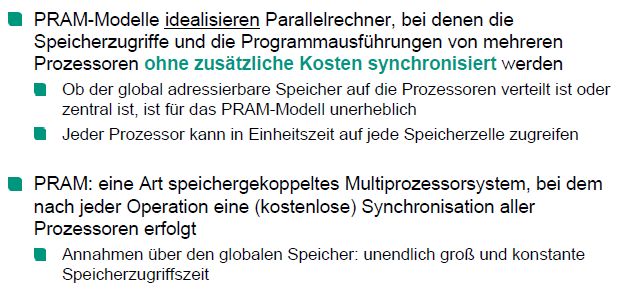 PRAM-Modelle idealisieren Parallelrechner, bei denen die
Speicherzugriffe und die Programmausführungen von mehreren
Prozessoren ohne zusätzliche Kosten synchronisiert werden
Ob der global adressierbare Speicher auf die Prozessoren verteilt ist oder
zentral ist, ist für das PRAM-Modell unerheblich
Jeder Prozessor kann in Einheitszeit auf jede Speicherzelle zugreifen
PRAM: eine Art speichergekoppeltes Multiprozessorsystem, bei dem
nach jeder Operation eine (kostenlose) Synchronisation aller
Prozessoren erfolgt
Annahmen über den globalen Speicher: unendlich groß und konstante
Speicherzugriffszeit